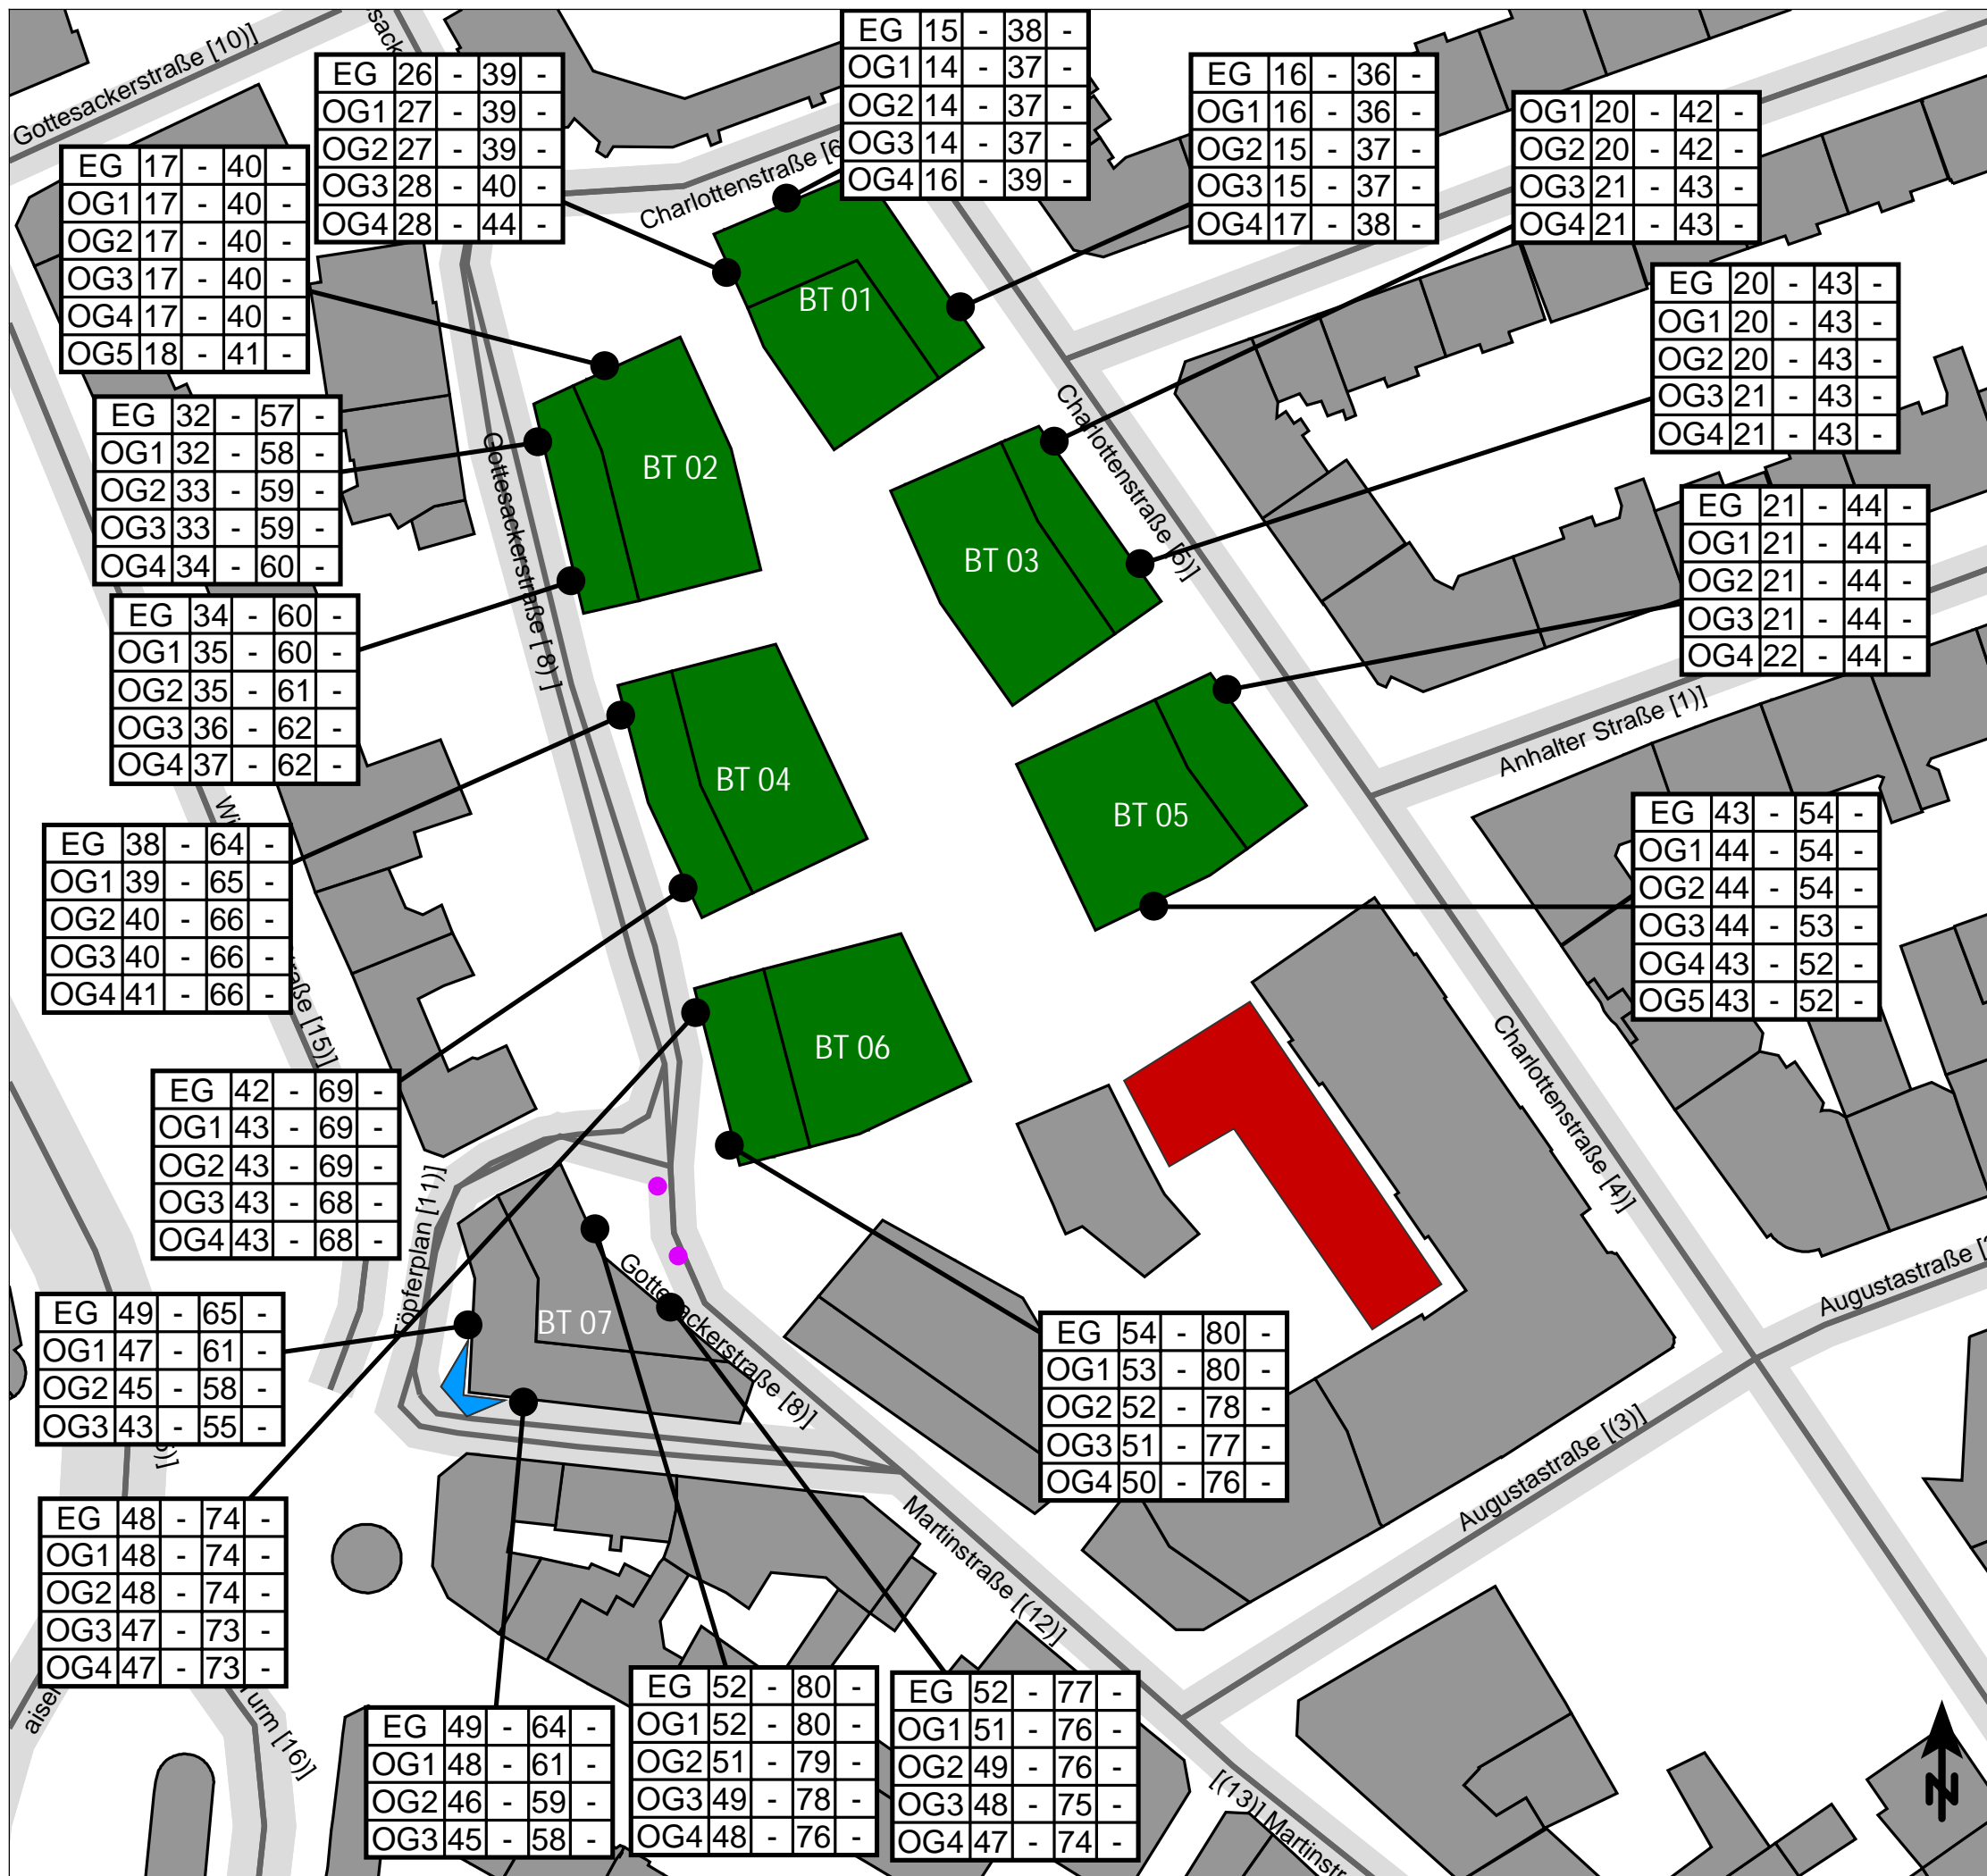 Gottesackerstraße [10)]
EG 26 - 39 -
OG1 27 - 39 -
OG2 27 - 39 -
OG3 28 - 40 -
OG4 28 - 44 -
EG 15 - 38 -
OG1 14 - 37 -
OG2 14 - 37 -
OG3 14 - 37 -
OG4 16 - 39 -
EG 16 - 36 -
OG1 16 - 36 -
OG2 15 - 37 -
OG3 15 - 37 -
OG4 17 - 38 -
OG1 20 - 42 -
OG2 20 - 42 -
OG3 21 - 43 -
OG4 21 - 43 -
EG 17 - 40 -
OG1 17 - 40 -
OG2 17 - 40 -
OG3 17 - 40 -
OG4 17 - 40 -
OG5 18 - 41 -
Charlottenstraße [6
BT 01
EG 20 - 43 -
OG1 20 - 43 -
OG2 20 - 43 -
OG3 21 - 43 -
OG4 21 - 43 -
EG 32 - 57 -
OG1 32 - 58 -
OG2 33 - 59 -
OG3 33 - 59 -
OG4 34 - 60 -
Gottesackerstraße [ 8) ]
BT 02
Charlottenstraße [6)]
BT 03
EG 21 - 44 -
OG1 21 - 44 -
OG2 21 - 44 -
OG3 21 - 44 -
OG4 22 - 44 -
EG 34 - 60 -
OG1 35 - 60 -
OG2 35 - 61 -
OG3 36 - 62 -
OG4 37 - 62 -
Anhalter Straße [1)]
BT 04
BT 05
EG 38 - 64 -
OG1 39 - 65 -
OG2 40 - 66 -
OG3 40 - 66 -
OG4 41 - 66 -
raße [15)]
EG 43 - 54 -
OG1 44 - 54 -
OG2 44 - 54 -
OG3 44 - 53 -
OG4 43 - 52 -
OG5 43 - 52 -
BT 06
Charlottenstraße [4)]
EG 42 - 69 -
OG1 43 - 69 -
OG2 43 - 69 -
OG3 43 - 68 -
OG4 43 - 68 -
Töpferplan [11)]
Augustastraße [
EG 49 - 65 -
OG1 47 - 61 -
OG2 45 - 58 -
OG3 43 - 55 -
BT 07
Gottesackerstraße [8)]
EG 54 - 80 -
OG1 53 - 80 -
OG2 52 - 78 -
OG3 51 - 77 -
OG4 50 - 76 -
Augustastraße [(3)]
EG 48 - 74 -
OG1 48 - 74 -
OG2 48 - 74 -
OG3 47 - 73 -
OG4 47 - 73 -
Martinstraße [(12)]
aiser
Turm [16)]
EG 49 - 64 -
OG1 48 - 61 -
OG2 46 - 59 -
OG3 45 - 58 -
EG 52 - 80 -
OG1 52 - 80 -
OG2 51 - 79 -
OG3 49 - 78 -
OG4 48 - 76 -
EG 52 - 77 -
OG1 51 - 76 -
OG2 49 - 76 -
OG3 48 - 75 -
OG4 47 - 74 -
[(13)] Martinstr
N